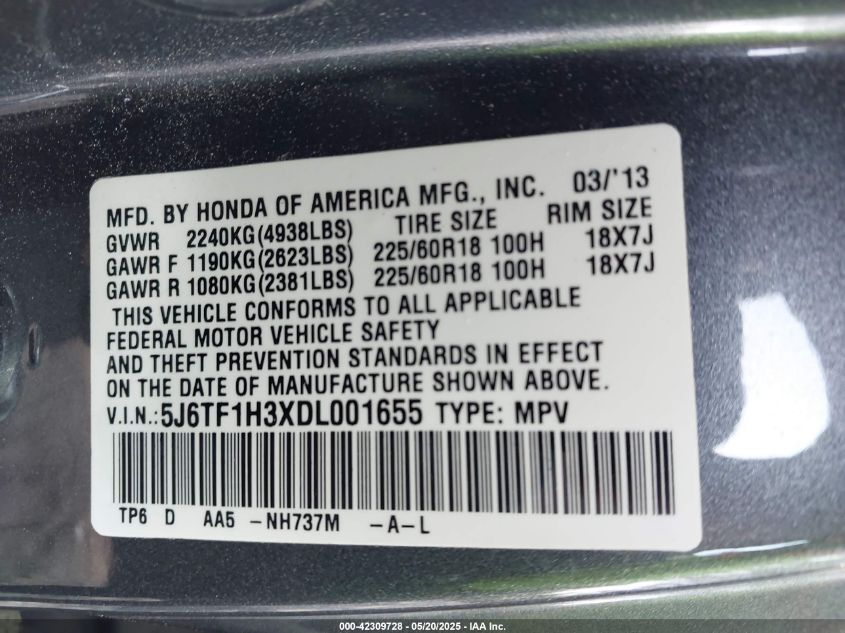 MFD. BY HONDA OF AMERICA MFG., INC. 03/'13
GVWR 2240KG(4938LBS) TIRE SIZE RIM SIZE
GAWR F 1190KG(2623LBS) 225/60R18 100H 18X7J
GAWR R 1080KG(2381LBS) 225/60R18 100H 18X7J
THIS VEHICLE CONFORMS TO ALL APPLICABLE
FEDERAL MOTOR VEHICLE SAFETY
AND THEFT PREVENTION STANDARDS IN EFFECT
ON THE DATE OF MANUFACTURE SHOWN ABOVE.
V.I.N.:5J6TF1H3XDL001655 TYPE: MPV
TP6 D AA5 -NH737M -A-L
000-42309728 - 05/20/2025 - IAA Inc.